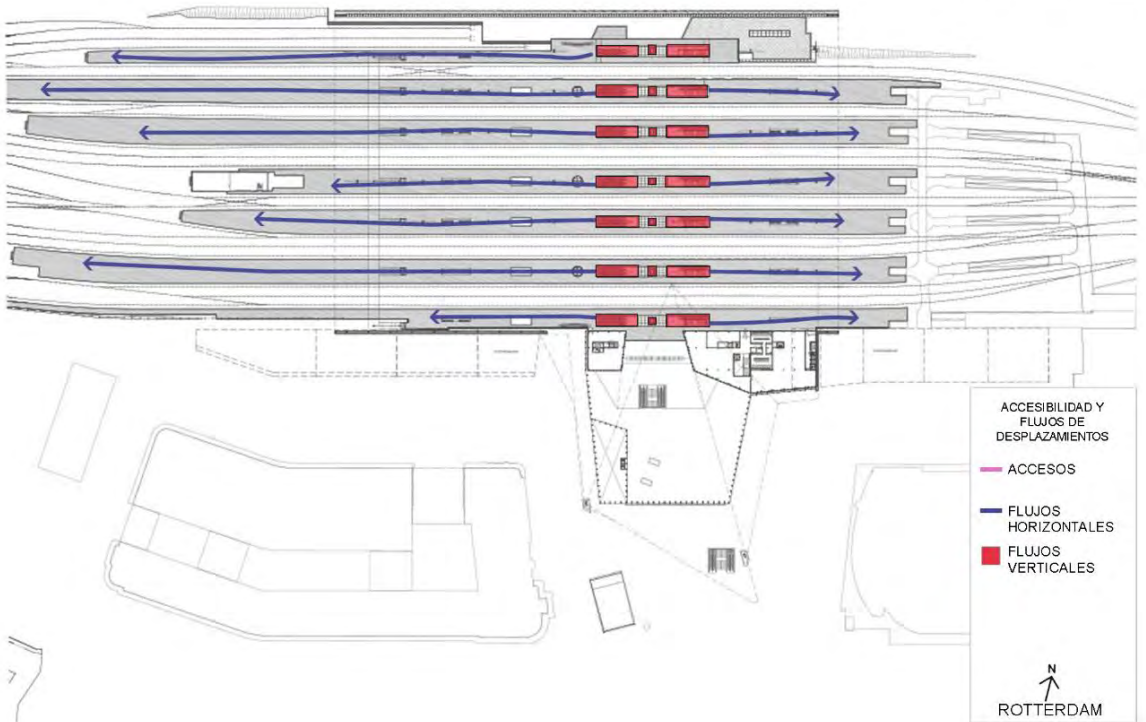 ACCESIBILIDAD Y
FLUJOS DE
DESPLAZAMIENTOS
ACCESOS
FLUJOS
HORIZONTALES
FLUJOS
VERTICALES
N
ROTTERDAM